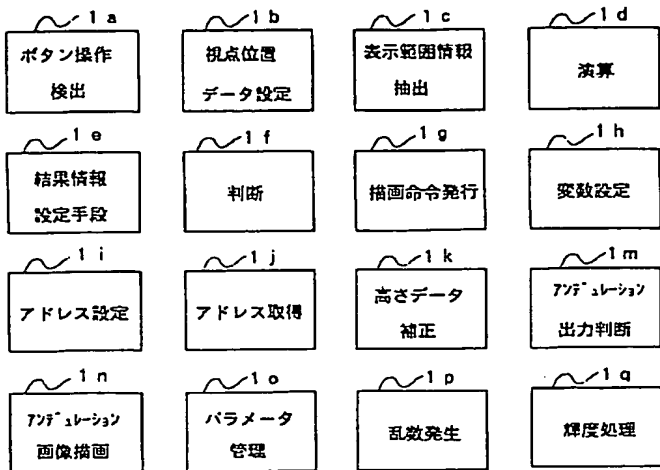 1a 1b 1c 1d
ボタン操作 視点位置 表示範囲情報 演算
検出 データ設定 抽出
1e 1f 1g 1h
結果情報 判断 描画命令発行 変数設定
設定手段
1i 1j 1k 1m
アドレス設定 アドレス取得 高さデータ ｱﾝﾃﾞｭﾚｰｼｮﾝ
補正 出力判断
1n 1o 1p 1q
ｱﾝﾃﾞｭﾚｰｼｮﾝ パラメータ 乱数発生 輝度処理
画像描画 管理